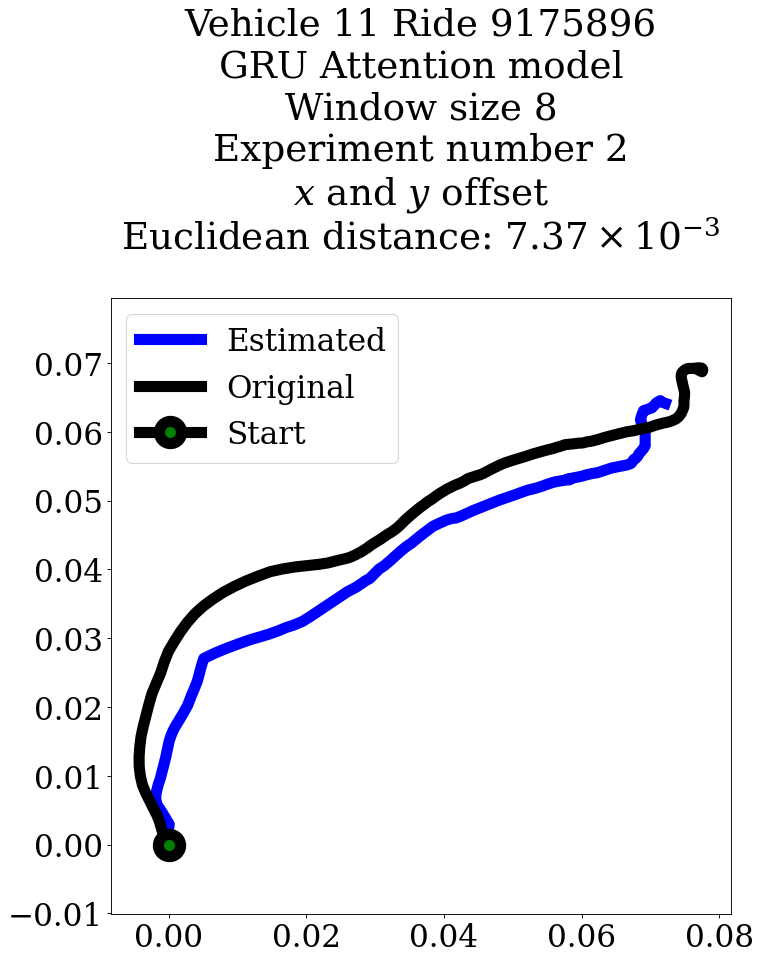 Vehicle 11 Ride 9175896
GRU Attention model
Window size 8
Experiment number 2
x and y offset
Euclidean distance: 7.37 × 10⁻³
Estimated
Original
Start
0.07
0.06
0.05
0.04
0.03
0.02
0.01
0.00
−0.01
0.00 0.02 0.04 0.06 0.08